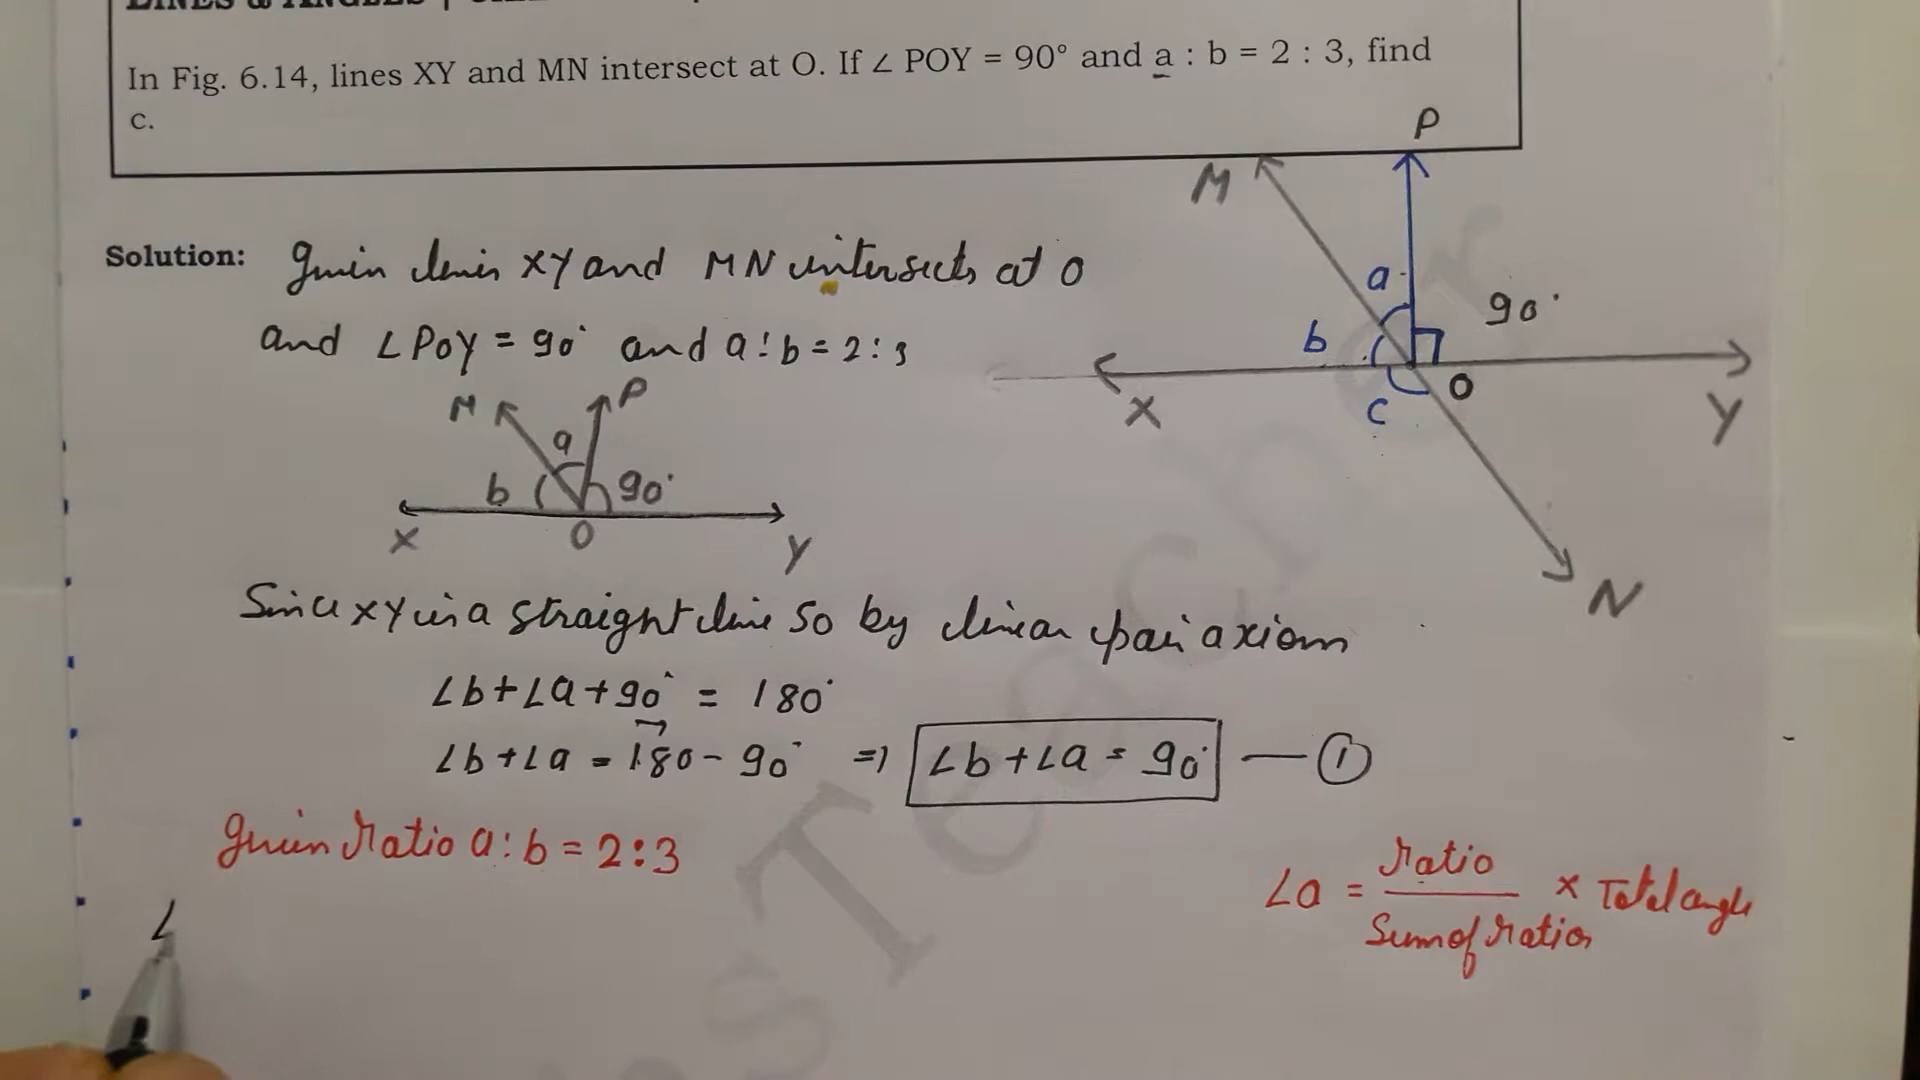 LINES & ANGLES |
In Fig. 6.14, lines XY and MN intersect at O. If ∠ POY = 90° and a : b = 2 : 3, find
c.
P
M
a
90°
b
O
c
X
Y
N
Solution: Given lines XY and MN intersects at O
and ∠POY = 90° and a:b = 2:3
M
P
a
b
90°
X
O
Y
Since XY is a straight line so by linear pair axiom
∠b+∠a+90° = 180°
∠b+∠a = 180-90° ⇒ ∠b+∠a = 90° — ①
Given ratio a:b = 2:3
∠a = ratio / Sum of ratios × Total angle
∠
Teacher